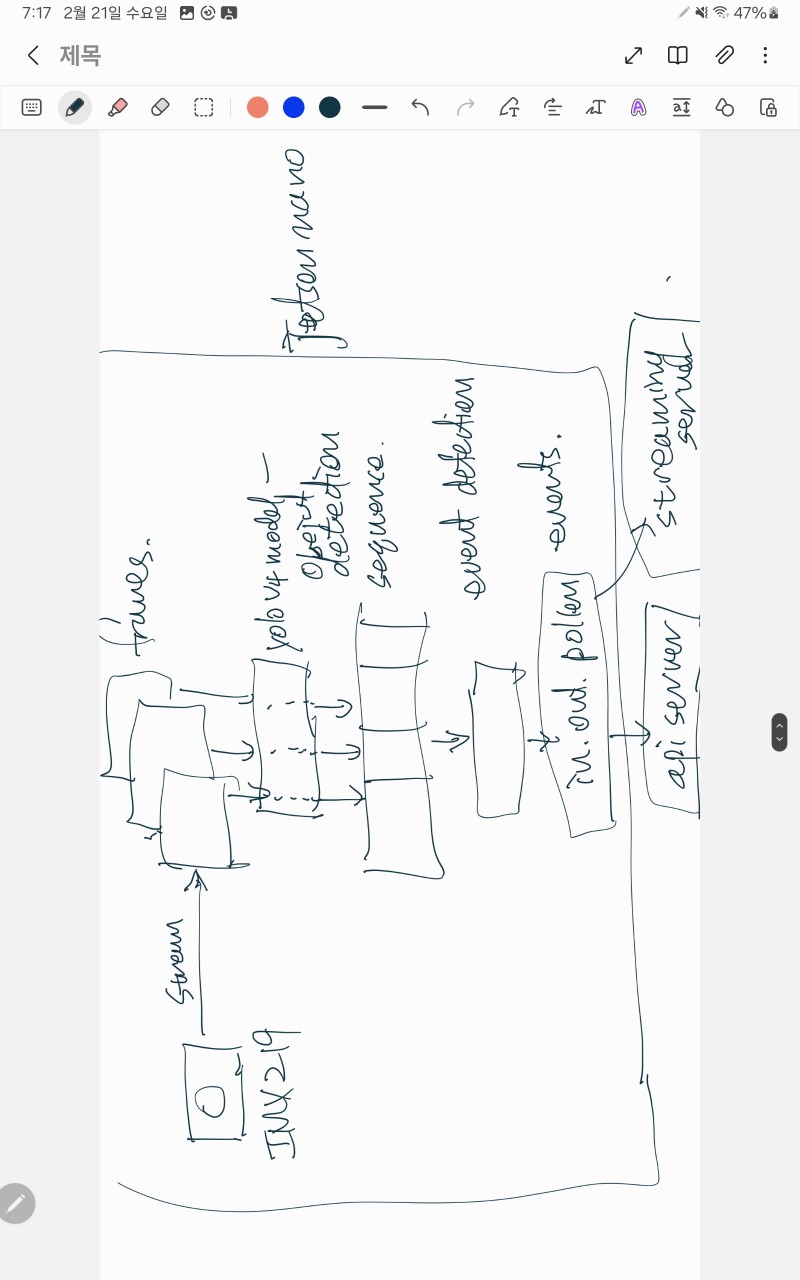 frames.
stream
IMX219
yolo v4 model –
object
detection
Jetson nano
sequence.
event detection
events.
in. out. pollen
api server
streaming
server
7:17 2월 21일 수요일
47%
제목